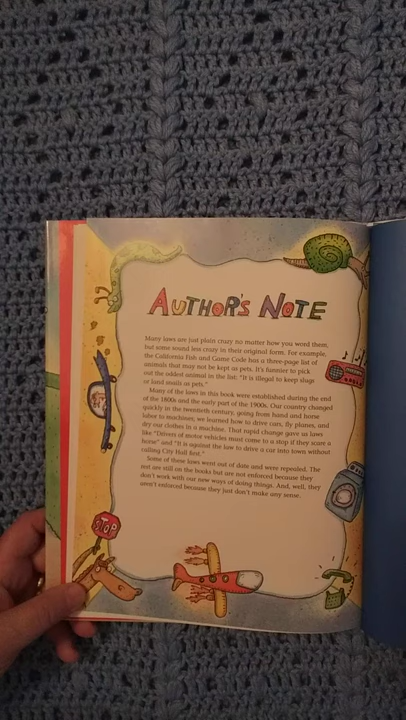 AUTHOR'S NOTE
Many laws are just plain crazy no matter how you word them,
but some sound less crazy in their original form. For example,
the California Fish and Game Code has a three-page list of
animals that may not be kept as pets. It's funnier to pick
out the oddest animal in the list: "It is illegal to keep slugs
or land snails as pets."
Many of the laws in this book were established during the end
of the 1800s and the early part of the 1900s. Our country changed
quickly in the twentieth century, going from hand and horse
labor to machines; we learned how to drive cars, fly planes, and
dry our clothes in a machine. That rapid change gave us laws
like "Drivers of motor vehicles must come to a stop if they scare a
horse" and "It is against the law to drive a car into town without
calling City Hall first."
Some of these laws went out of date and were repealed. The
rest are still on the books but are not enforced because they
don't work with our new ways of doing things. And, well, they
aren't enforced because they just don't make any sense.
STOP